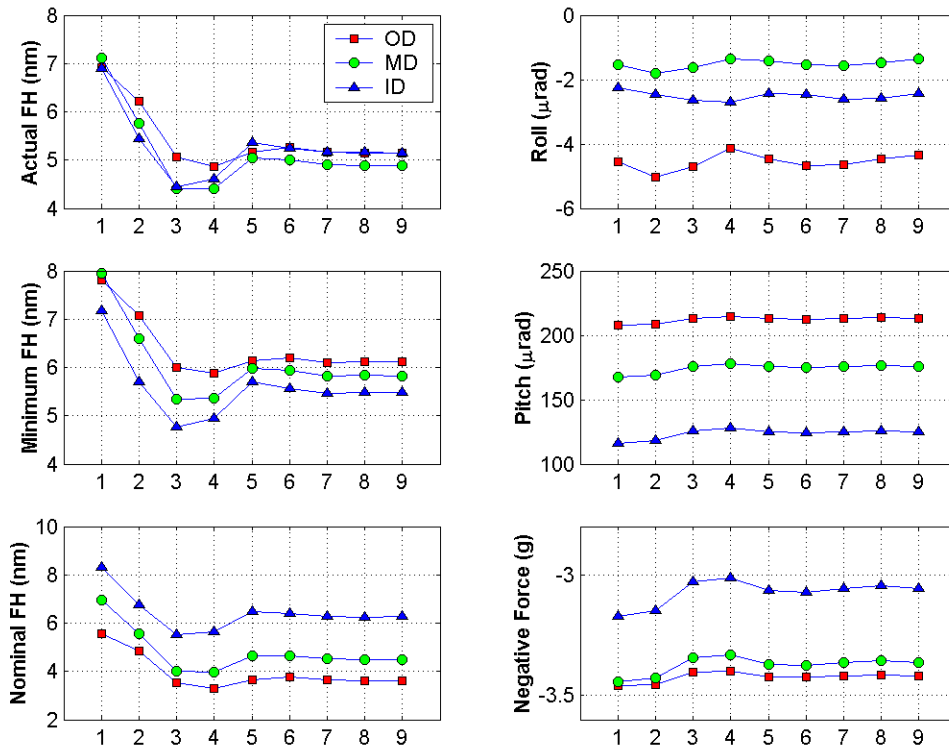 Actual FH (nm)
8
7
6
5
4
1 2 3 4 5 6 7 8 9
OD
MD
ID
Roll (μrad)
0
-2
-4
-6
1 2 3 4 5 6 7 8 9
Minimum FH (nm)
8
7
6
5
4
1 2 3 4 5 6 7 8 9
Pitch (μrad)
250
200
150
100
1 2 3 4 5 6 7 8 9
Nominal FH (nm)
10
8
6
4
2
1 2 3 4 5 6 7 8 9
Negative Force (g)
-3
-3.5
1 2 3 4 5 6 7 8 9